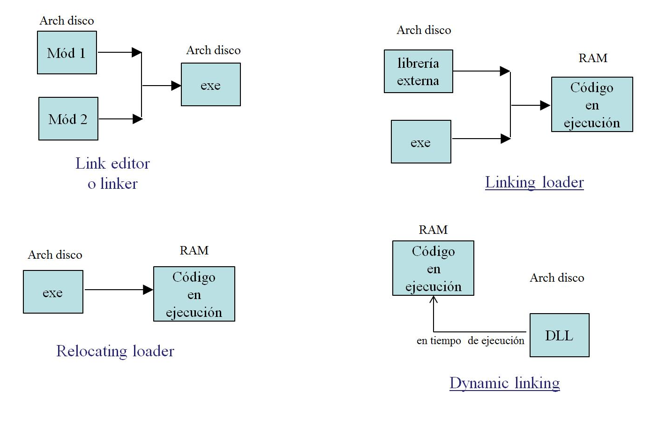 Arch disco
Mód 1
Mód 2
Arch disco
exe
Link editor
o linker
Arch disco
librería
externa
exe
RAM
Código
en
ejecución
Linking loader
Arch disco
exe
RAM
Código
en
ejecución
Relocating loader
RAM
Código
en
ejecución
Arch disco
DLL
en tiempo de ejecución
Dynamic linking